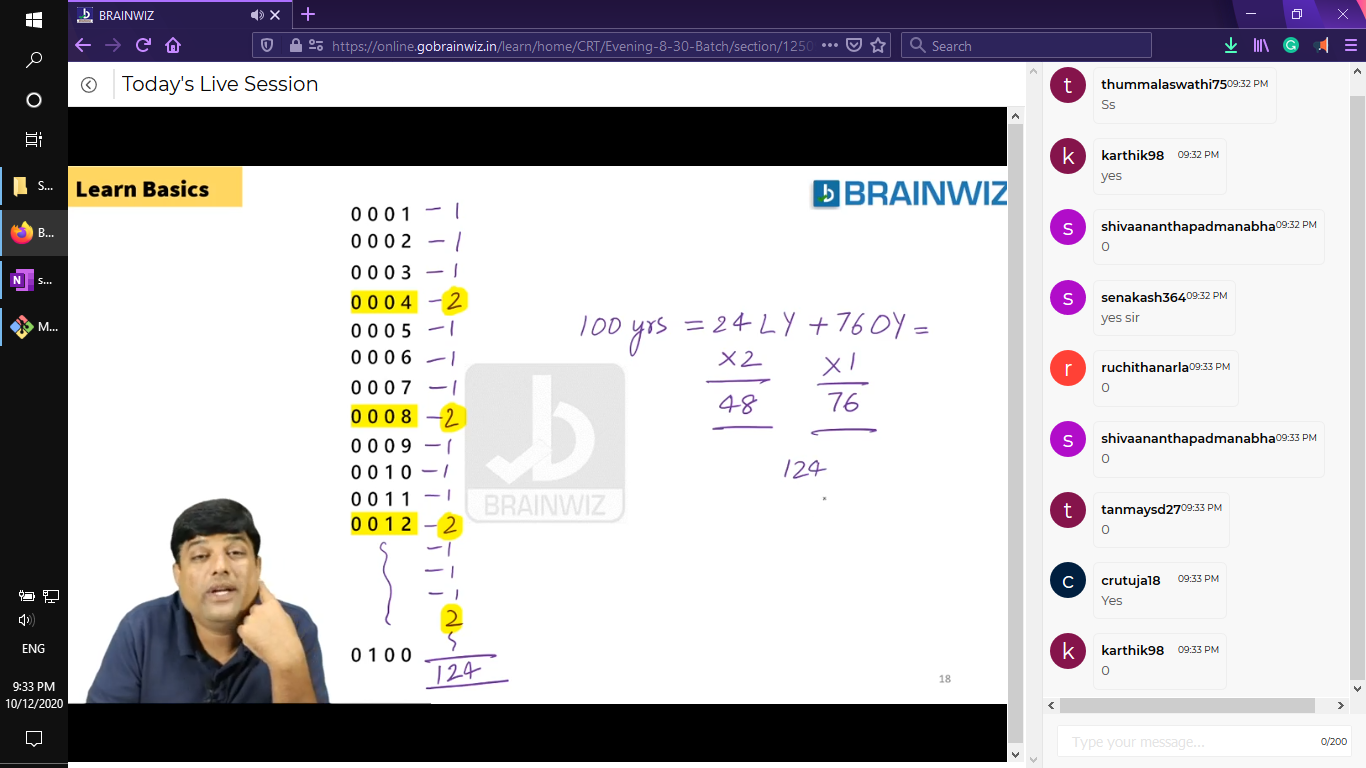 BRAINWIZ
https://online.gobrainwiz.in/learn/home/CRT/Evening-8-30-Batch/section/1250
Search
Today's Live Session
Learn Basics
BRAINWIZ
0001 - 1
0002 - 1
0003 - 1
0004 - 2
0005 - 1
0006 - 1
0007 - 1
0008 - 2
0009 - 1
0010 - 1
0011 - 1
0012 - 2
- 1
- 1
- 1
2
0100
124
100 yrs = 24 LY + 76 OY =
×2 ×1
48 76
124
BRAINWIZ
18
t thummalaswathi75 09:32 PM
Ss
k karthik98 09:32 PM
yes
s shivaananthapadmanabha 09:32 PM
0
s senakash364 09:32 PM
yes sir
r ruchithanarla 09:33 PM
0
s shivaananthapadmanabha 09:33 PM
0
t tanmaysd27 09:33 PM
0
c crutuja18 09:33 PM
Yes
k karthik98 09:33 PM
0
Type your message... 0/200
S...
B...
s...
M...
ENG
9:33 PM
10/12/2020